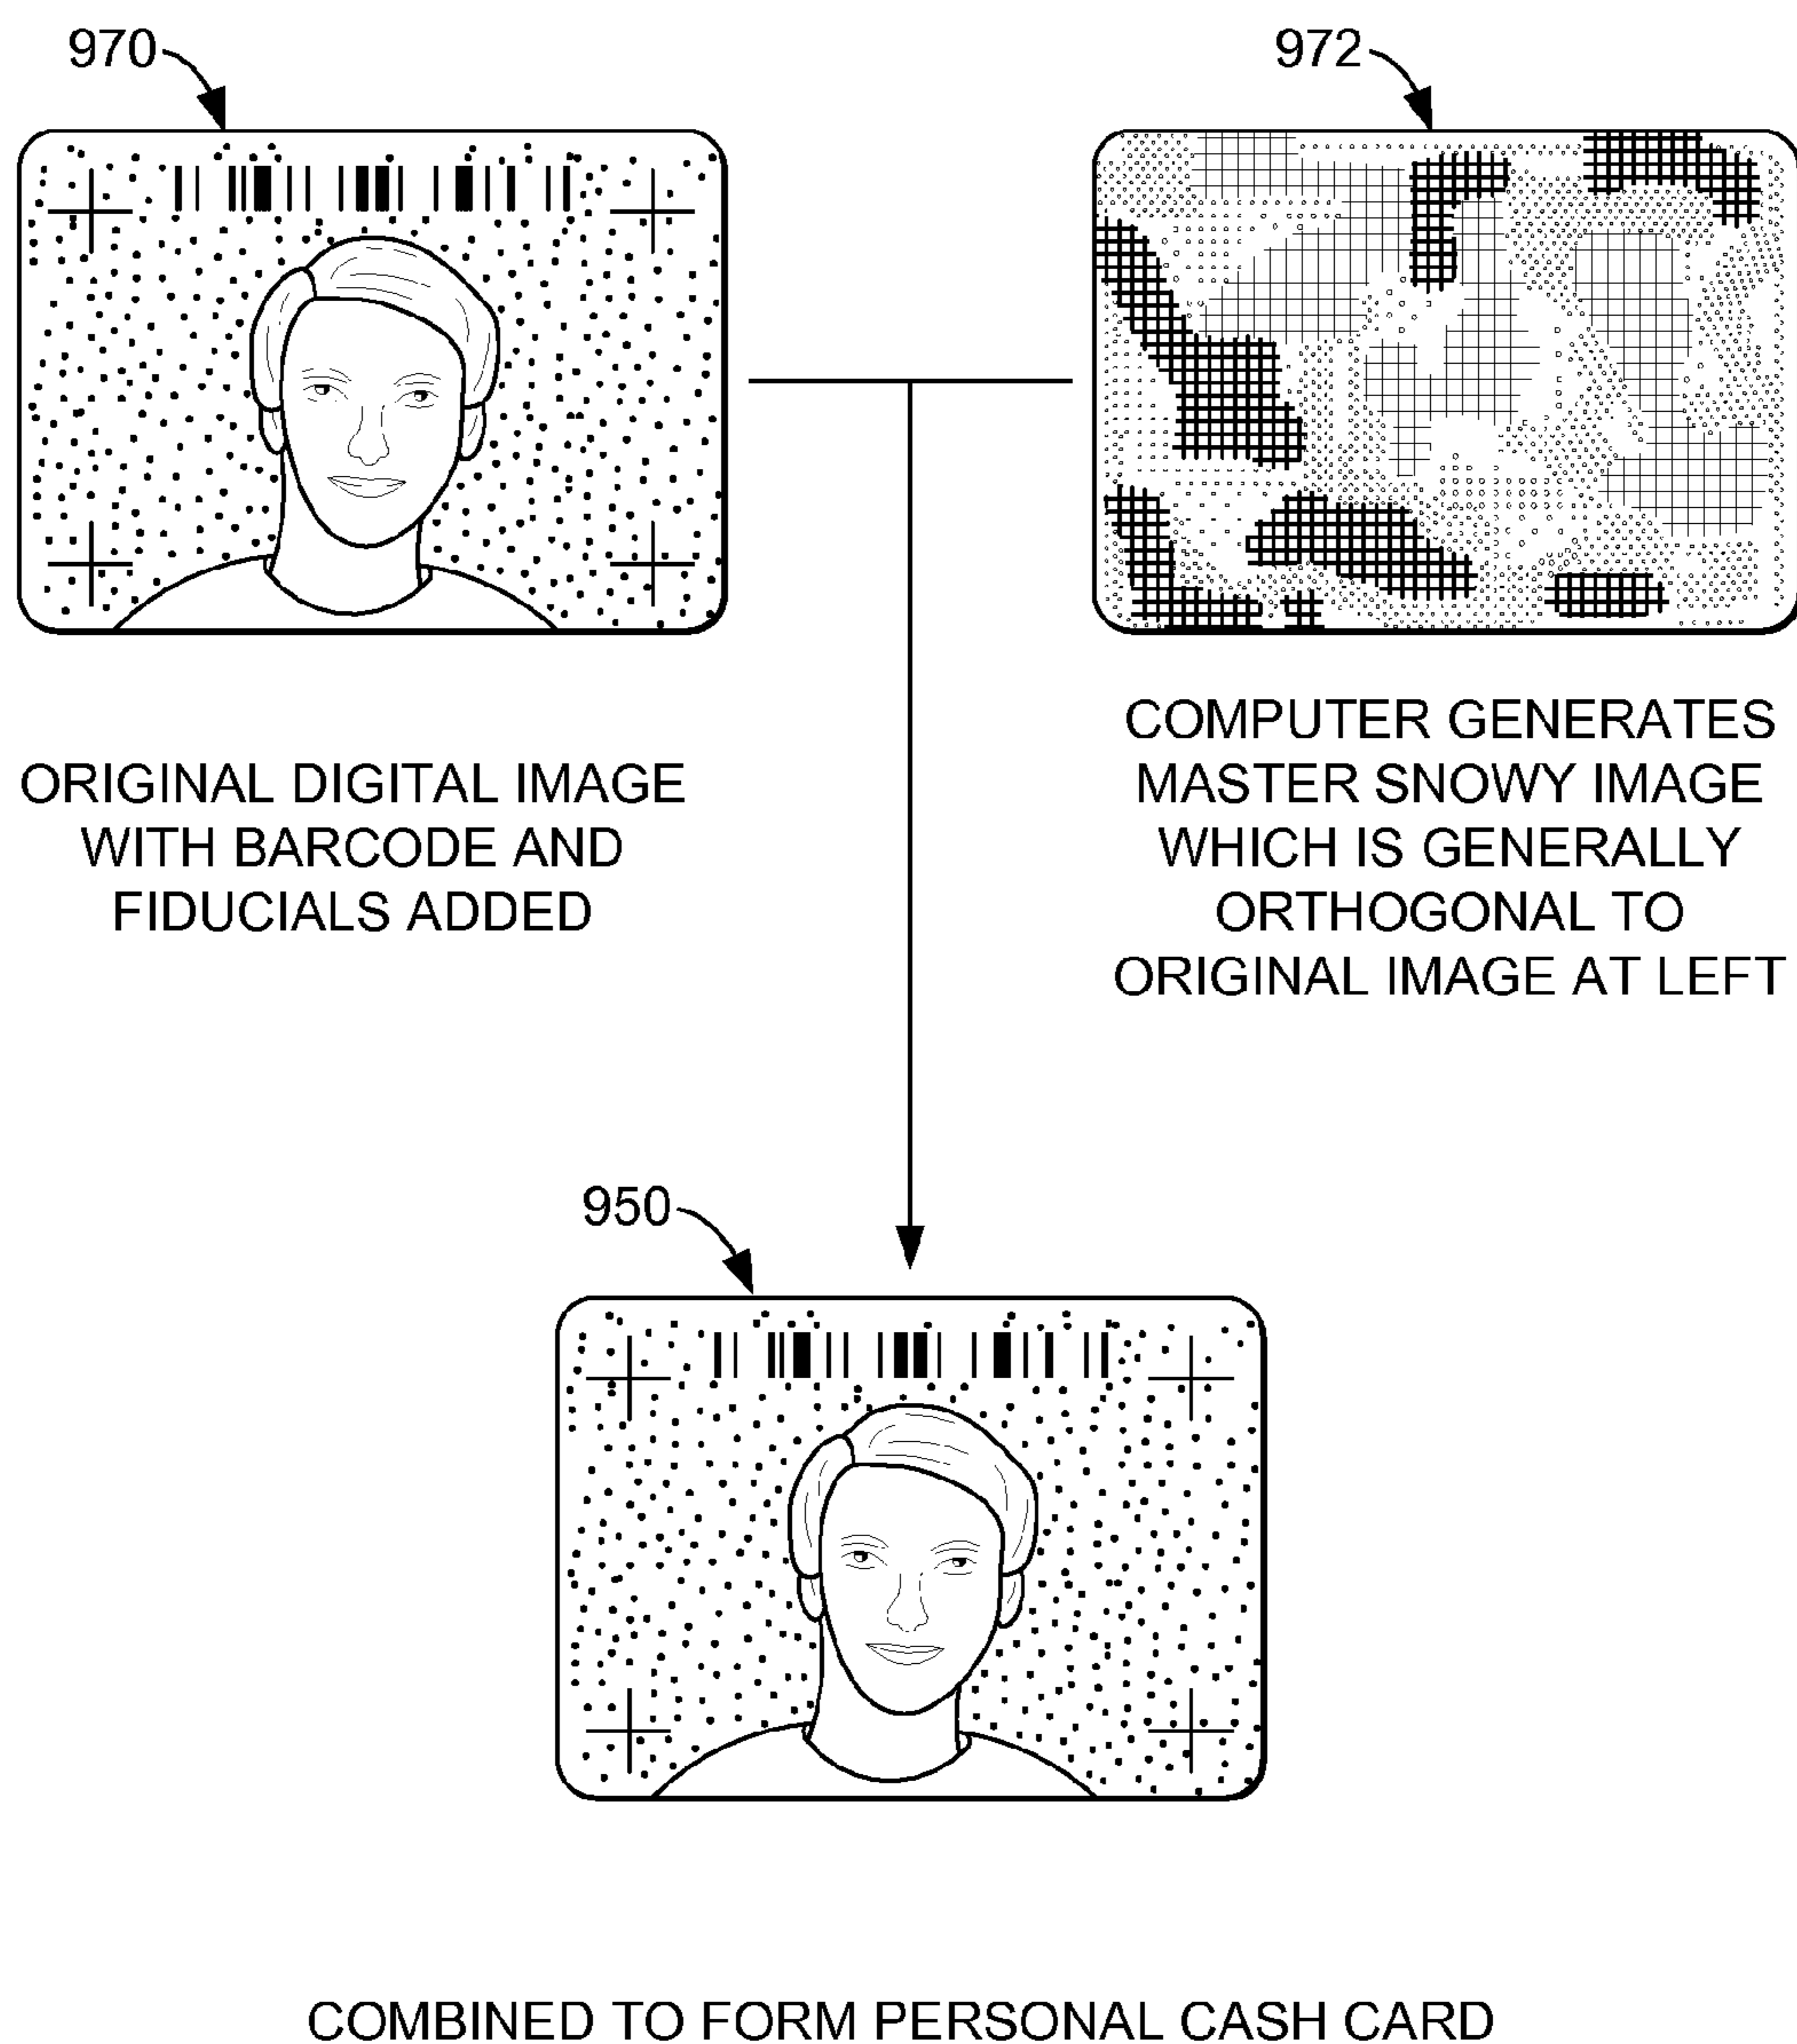 970
972
ORIGINAL DIGITAL IMAGE
WITH BARCODE AND
FIDUCIALS ADDED
COMPUTER GENERATES
MASTER SNOWY IMAGE
WHICH IS GENERALLY
ORTHOGONAL TO
ORIGINAL IMAGE AT LEFT
950
COMBINED TO FORM PERSONAL CASH CARD